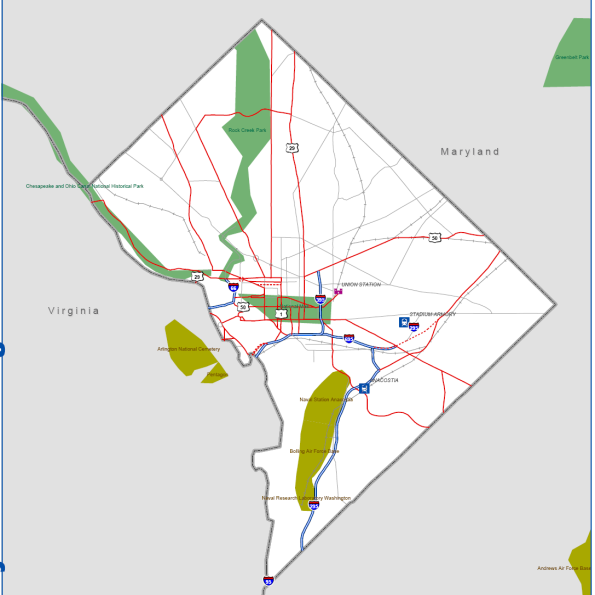 Greenbelt Park
Rock Creek Park
29
Maryland
Chesapeake and Ohio Canal National Historical Park
50
29
UNION STATION
66
50
1
Virginia
STADIUM-ARMORY
Arlington National Cemetery
Pentagon
ANACOSTIA
Naval Station Anacostia
Bolling Air Force Base
Naval Research Laboratory Washington
295
Andrews Air Force Base
95